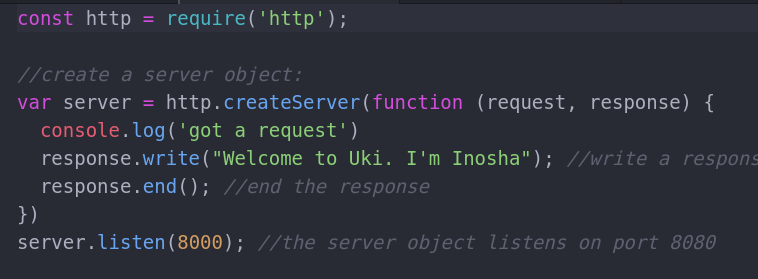 const http = require('http');
//create a server object:
var server = http.createServer(function (request, response) {
console.log('got a request')
response.write("Welcome to Uki. I'm Inosha"); //write a respons
response.end(); //end the response
})
server.listen(8000); //the server object listens on port 8080